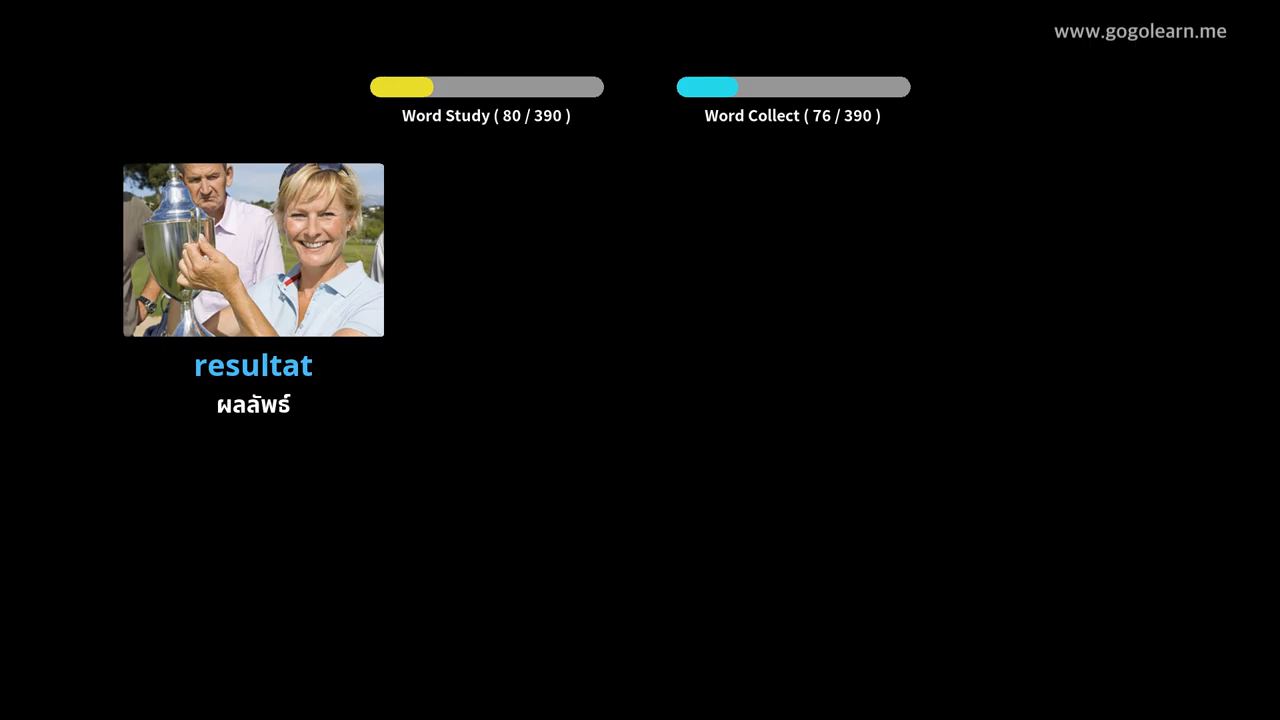 www.gogolearn.me
Word Study ( 80 / 390 )
Word Collect ( 76 / 390 )
resultat
ผลลัพธ์